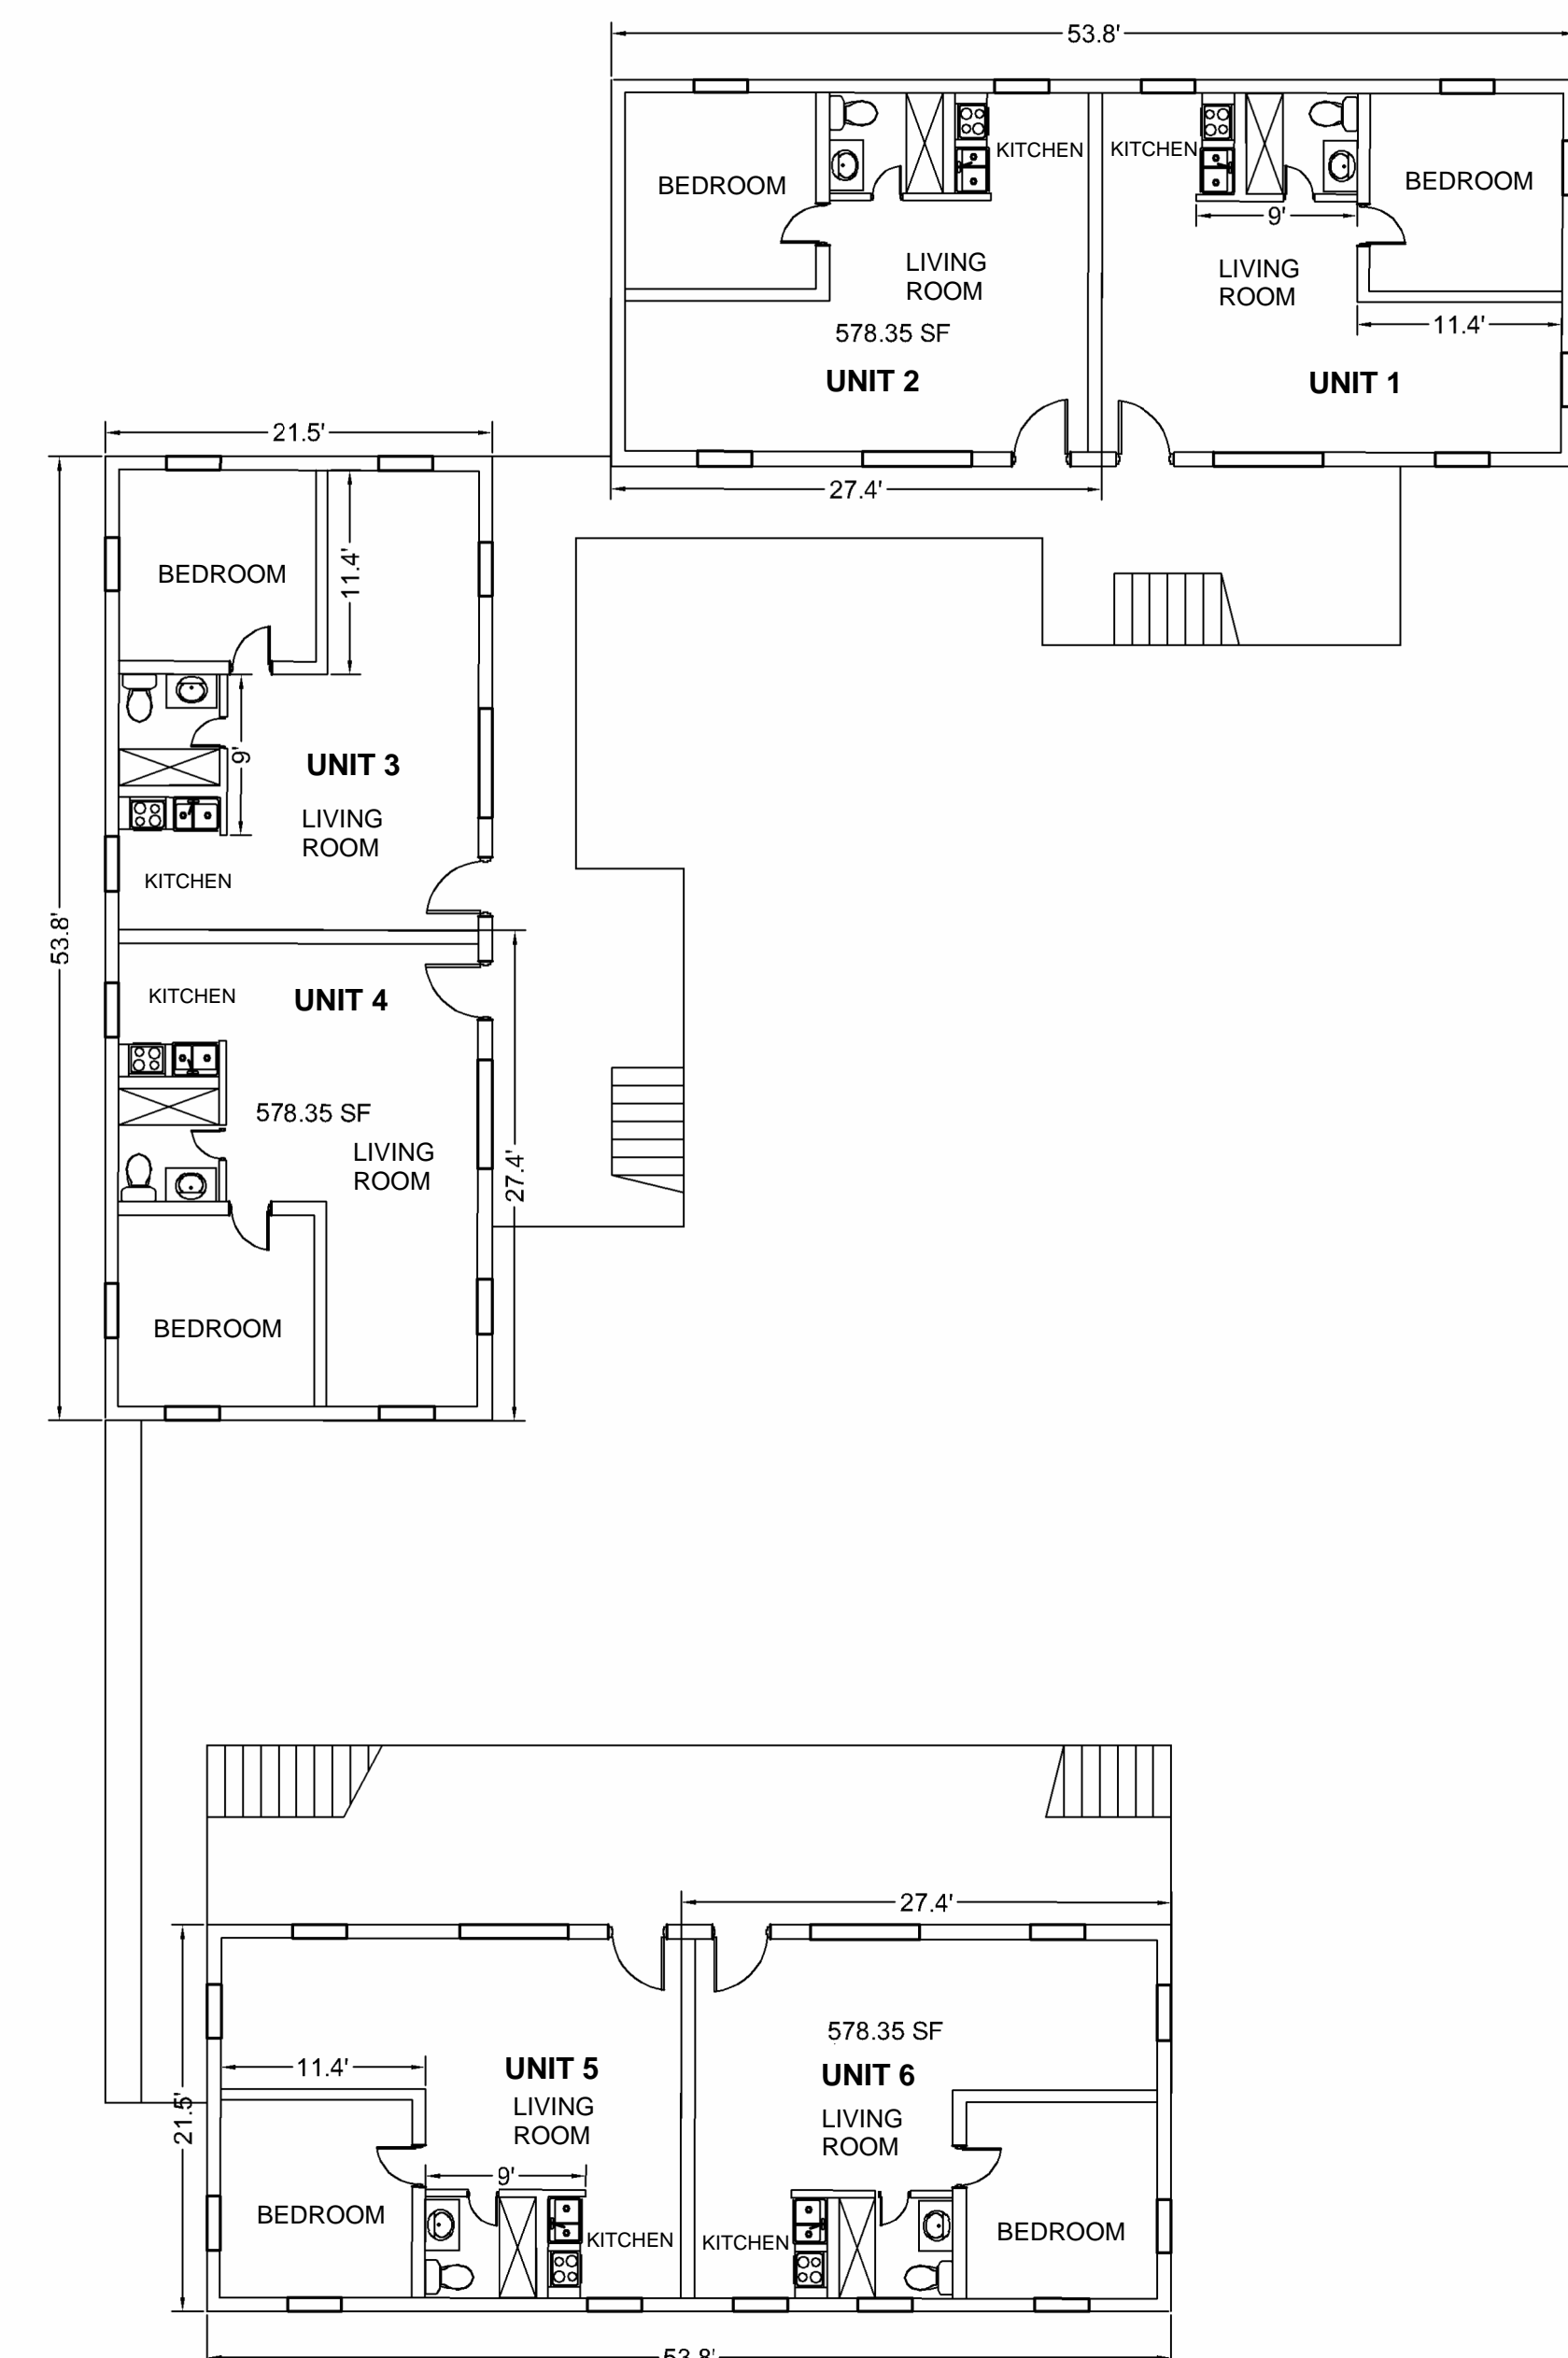 53.8'
BEDROOM
KITCHEN
KITCHEN
BEDROOM
9'
LIVING
ROOM
LIVING
ROOM
578.35 SF
11.4'
UNIT 2
UNIT 1
27.4'
21.5'
BEDROOM
11.4'
9'
UNIT 3
LIVING
ROOM
KITCHEN
53.8'
KITCHEN
UNIT 4
578.35 SF
LIVING
ROOM
27.4'
BEDROOM
27.4'
578.35 SF
11.4'
UNIT 5
UNIT 6
LIVING
ROOM
LIVING
ROOM
21.5'
9'
BEDROOM
KITCHEN
KITCHEN
BEDROOM
53.8'